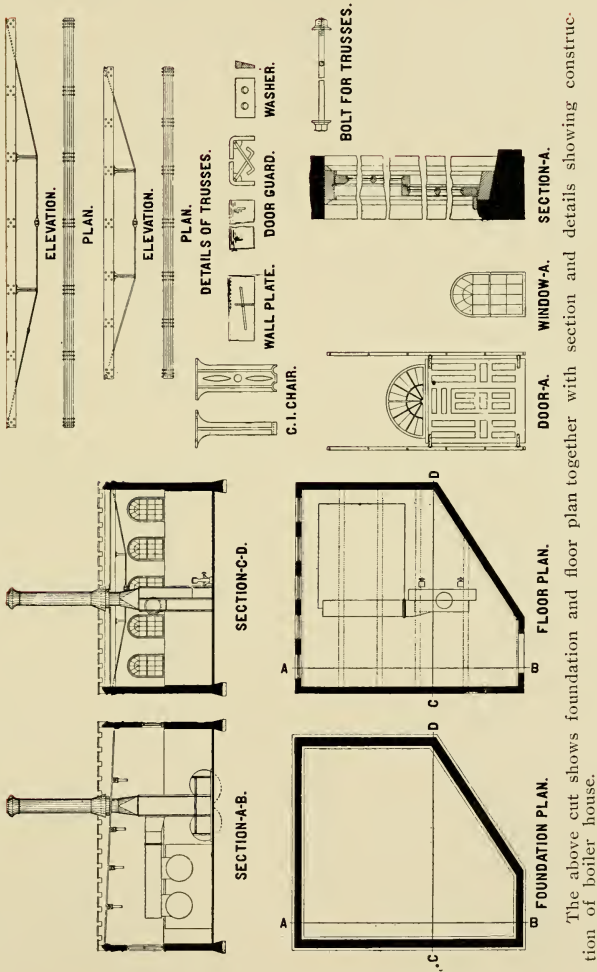 ELEVATION.
PLAN.
ELEVATION.
PLAN.
DETAILS OF TRUSSES.
C. I. CHAIR.
WALL PLATE.
DOOR GUARD.
WASHER.
BOLT FOR TRUSSES.
DOOR-A.
WINDOW-A.
SECTION-A.
SECTION-A-B.
SECTION-C-D.
A
B
C
D
FOUNDATION PLAN.
A
B
C
D
FLOOR PLAN.
The above cut shows foundation and floor plan together with section and details showing construc-
tion of boiler house.